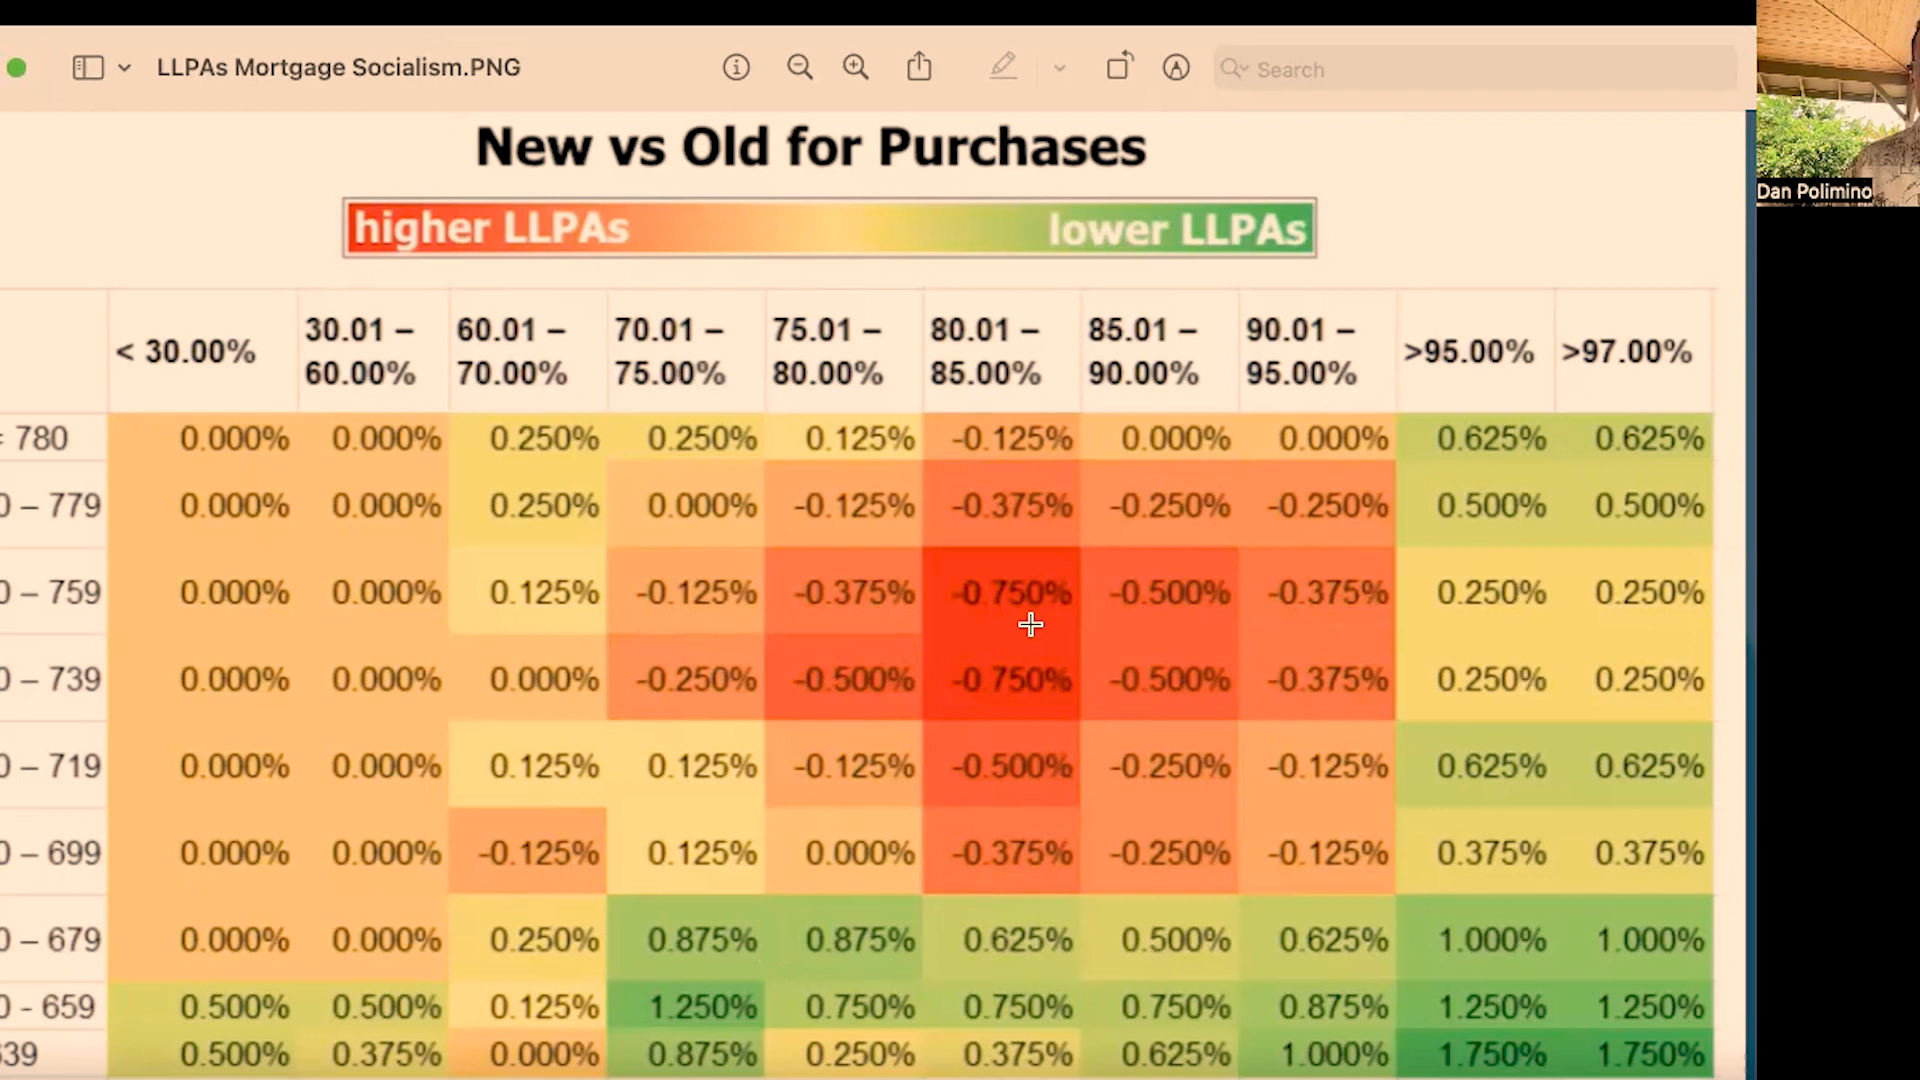 LLPAs Mortgage Socialism.PNG
Search
Dan Polimino
New vs Old for Purchases
higher LLPAs lower LLPAs
< 30.00% 30.01 – 60.00% 60.01 – 70.00% 70.01 – 75.00% 75.01 – 80.00% 80.01 – 85.00% 85.01 – 90.00% 90.01 – 95.00% >95.00% >97.00%
= 780 0.000% 0.000% 0.250% 0.250% 0.125% -0.125% 0.000% 0.000% 0.625% 0.625%
0 – 779 0.000% 0.000% 0.250% 0.000% -0.125% -0.375% -0.250% -0.250% 0.500% 0.500%
0 – 759 0.000% 0.000% 0.125% -0.125% -0.375% -0.750% -0.500% -0.375% 0.250% 0.250%
0 – 739 0.000% 0.000% 0.000% -0.250% -0.500% -0.750% -0.500% -0.375% 0.250% 0.250%
0 – 719 0.000% 0.000% 0.125% 0.125% -0.125% -0.500% -0.250% -0.125% 0.625% 0.625%
0 – 699 0.000% 0.000% -0.125% 0.125% 0.000% -0.375% -0.250% -0.125% 0.375% 0.375%
0 – 679 0.000% 0.000% 0.250% 0.875% 0.875% 0.625% 0.500% 0.625% 1.000% 1.000%
0 - 659 0.500% 0.500% 0.125% 1.250% 0.750% 0.750% 0.750% 0.875% 1.250% 1.250%
639 0.500% 0.375% 0.000% 0.875% 0.250% 0.375% 0.625% 1.000% 1.750% 1.750%